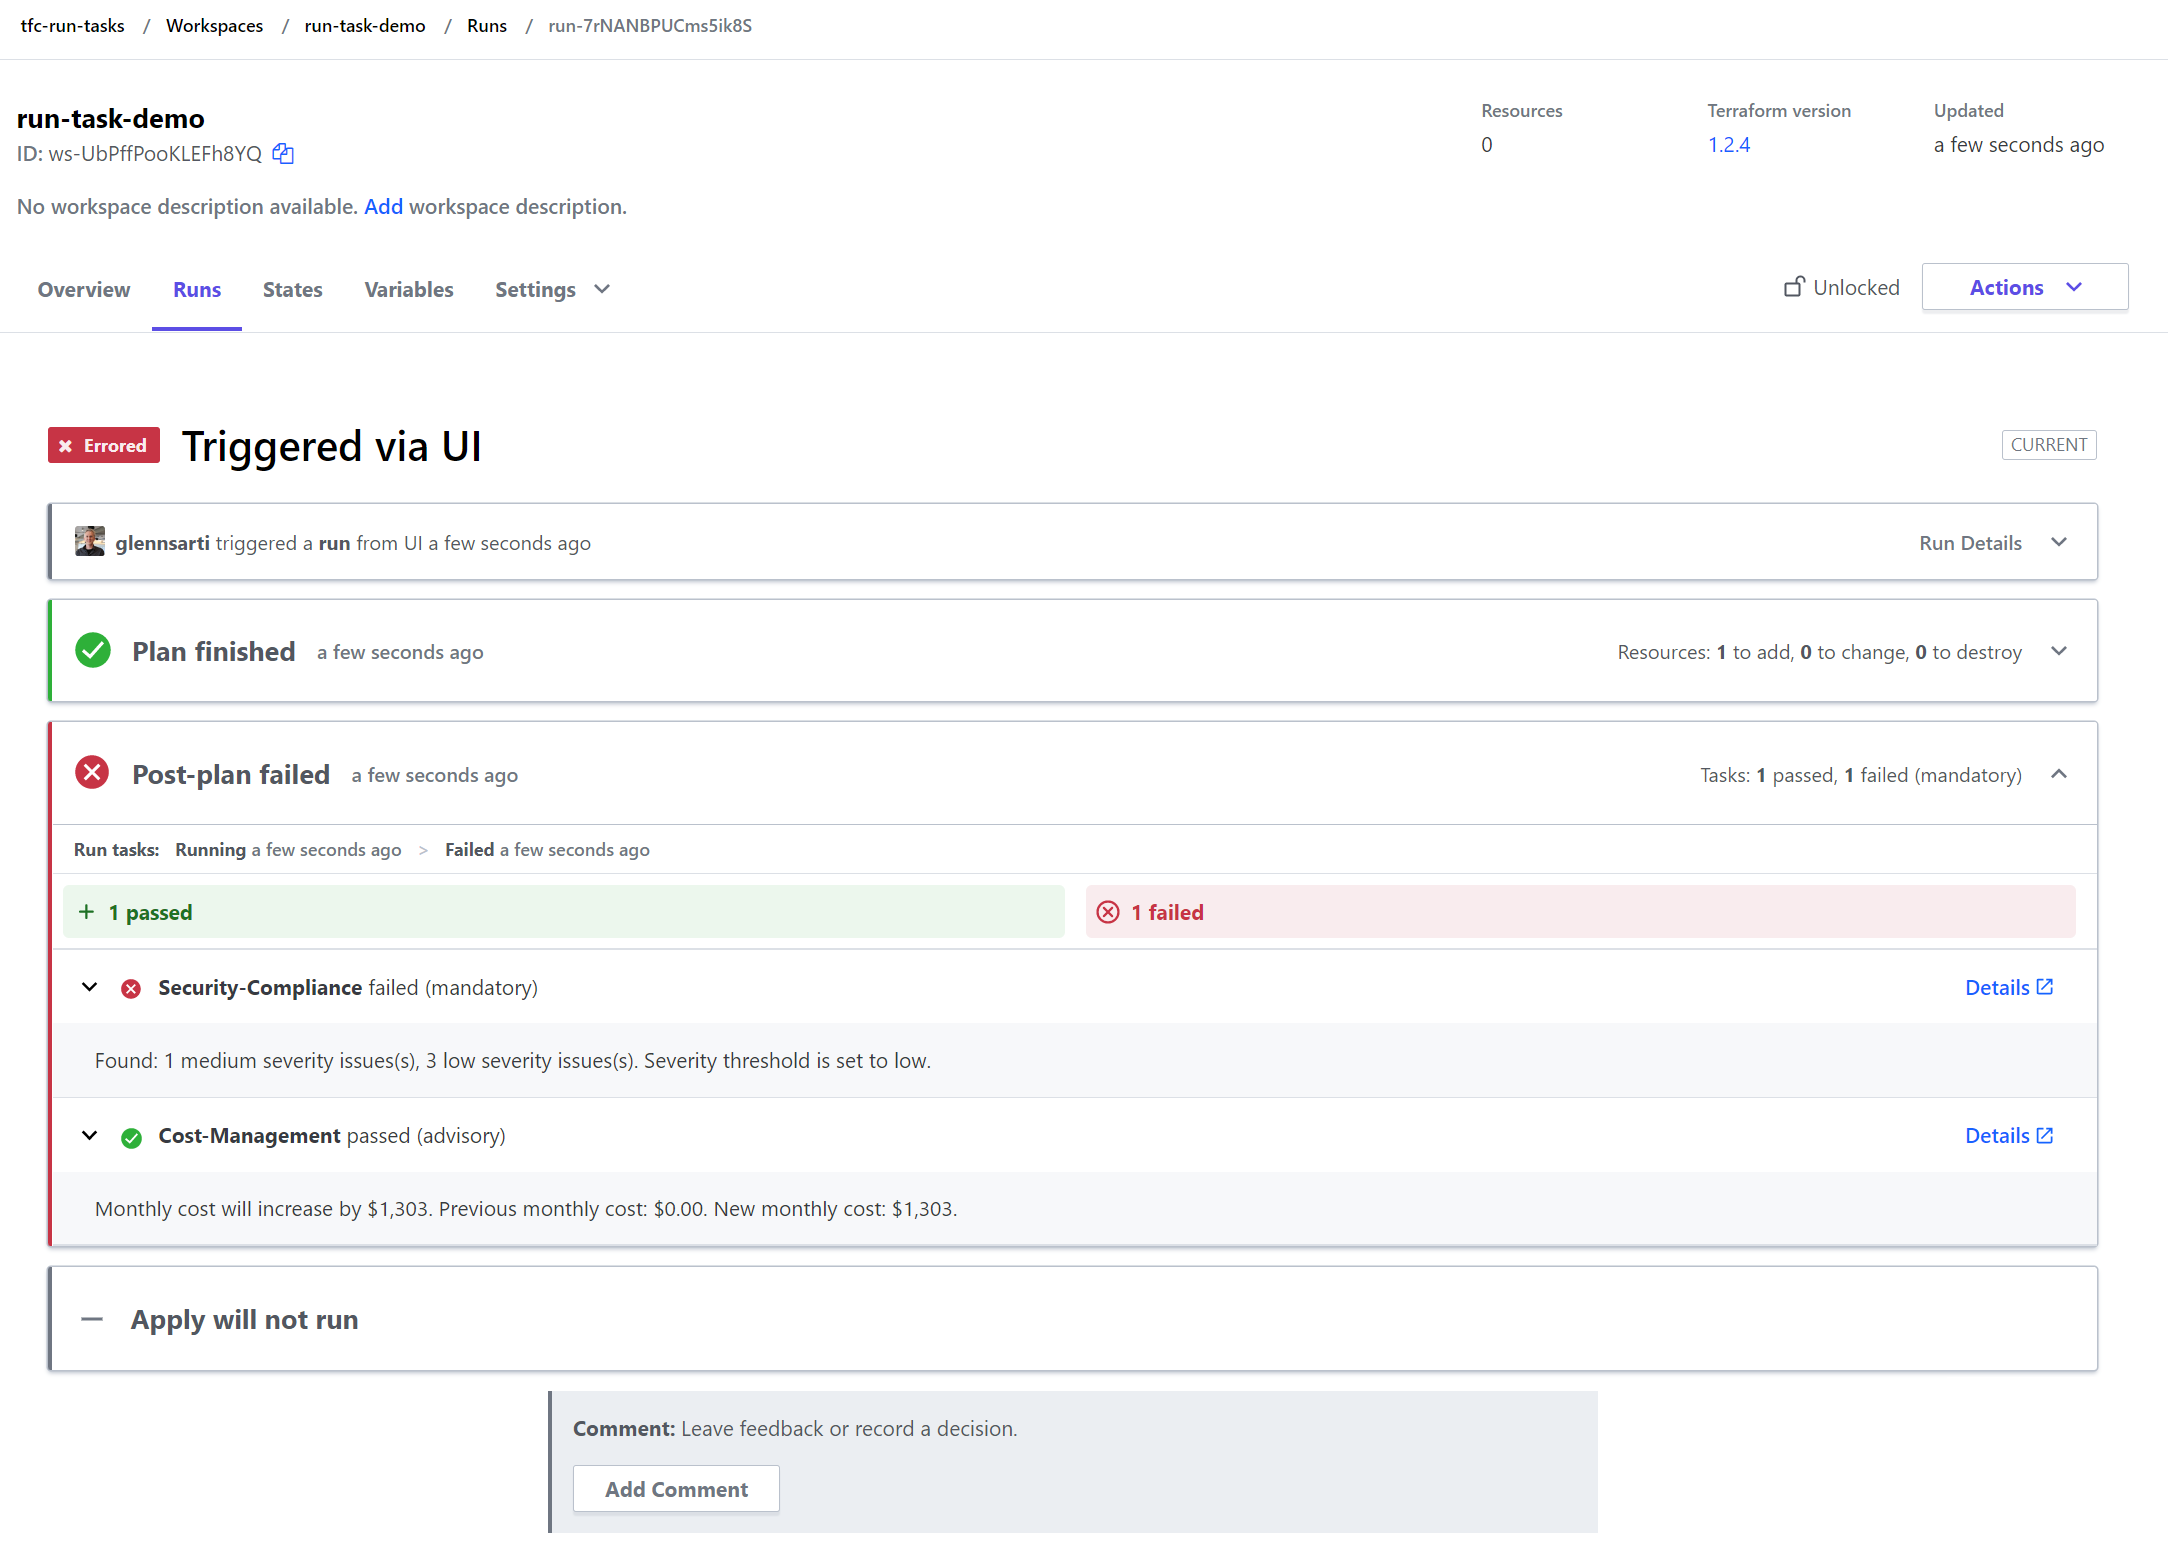 tfc-run-tasks / Workspaces / run-task-demo / Runs / run-7rNANBPUCms5ik8S
run-task-demo
ID: ws-UbPffPooKLEFh8YQ
No workspace description available. Add workspace description.
Resources
0
Terraform version
1.2.4
Updated
a few seconds ago
Overview Runs States Variables Settings
Unlocked Actions
Errored Triggered via UI CURRENT
glennsarti triggered a run from UI a few seconds ago Run Details
Plan finished a few seconds ago Resources: 1 to add, 0 to change, 0 to destroy
Post-plan failed a few seconds ago Tasks: 1 passed, 1 failed (mandatory)
Run tasks: Running a few seconds ago > Failed a few seconds ago
+ 1 passed 1 failed
Security-Compliance failed (mandatory) Details
Found: 1 medium severity issues(s), 3 low severity issues(s). Severity threshold is set to low.
Cost-Management passed (advisory) Details
Monthly cost will increase by $1,303. Previous monthly cost: $0.00. New monthly cost: $1,303.
Apply will not run
Comment: Leave feedback or record a decision.
Add Comment